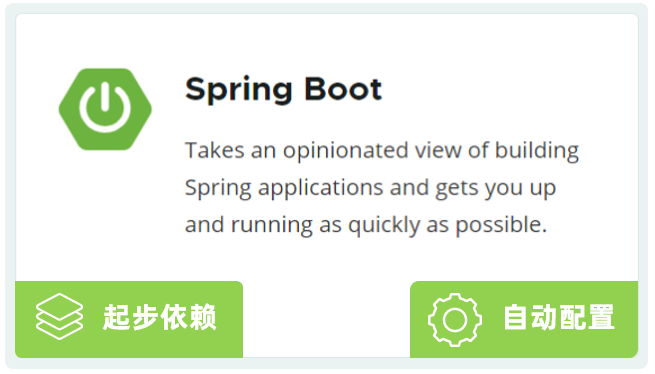 Spring Boot
Takes an opinionated view of building
Spring applications and gets you up
and running as quickly as possible.
起步依赖
自动配置